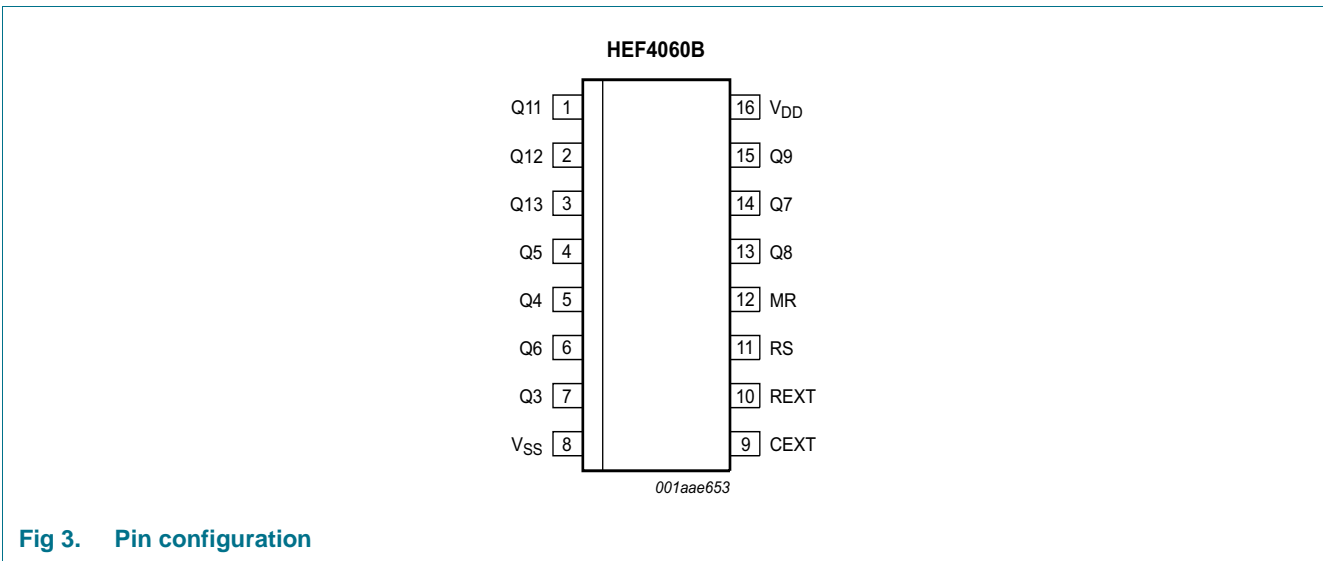 HEF4060B
Q11 1 16 VDD
Q12 2 15 Q9
Q13 3 14 Q7
Q5 4 13 Q8
Q4 5 12 MR
Q6 6 11 RS
Q3 7 10 REXT
VSS 8 9 CEXT
001aae653
Fig 3. Pin configuration